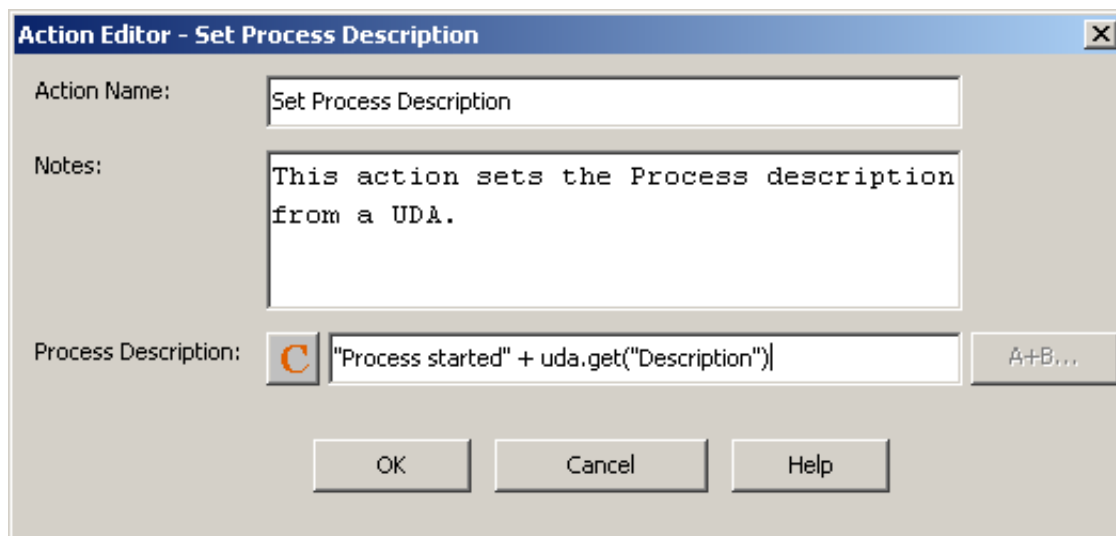 Action Editor - Set Process Description
Action Name:
Set Process Description
Notes:
This action sets the Process description
from a UDA.
Process Description:
C
"Process started" + uda.get("Description")
A+B...
OK
Cancel
Help